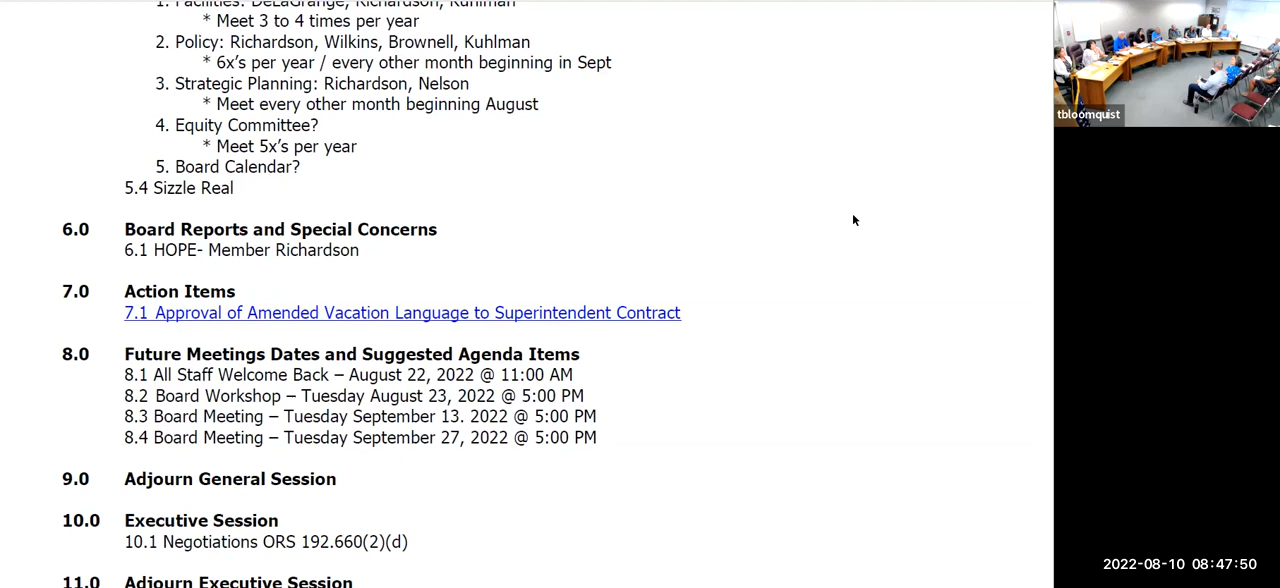 1. Facilities: DeLaGrange, Richardson, Kuhlman
* Meet 3 to 4 times per year
2. Policy: Richardson, Wilkins, Brownell, Kuhlman
* 6x’s per year / every other month beginning in Sept
3. Strategic Planning: Richardson, Nelson
* Meet every other month beginning August
4. Equity Committee?
* Meet 5x’s per year
5. Board Calendar?
5.4 Sizzle Real
6.0 Board Reports and Special Concerns
6.1 HOPE- Member Richardson
7.0 Action Items
7.1 Approval of Amended Vacation Language to Superintendent Contract
8.0 Future Meetings Dates and Suggested Agenda Items
8.1 All Staff Welcome Back – August 22, 2022 @ 11:00 AM
8.2 Board Workshop – Tuesday August 23, 2022 @ 5:00 PM
8.3 Board Meeting – Tuesday September 13. 2022 @ 5:00 PM
8.4 Board Meeting – Tuesday September 27, 2022 @ 5:00 PM
9.0 Adjourn General Session
10.0 Executive Session
10.1 Negotiations ORS 192.660(2)(d)
11.0 Adjourn Executive Session
tbloomquist
2022-08-10 08:47:50